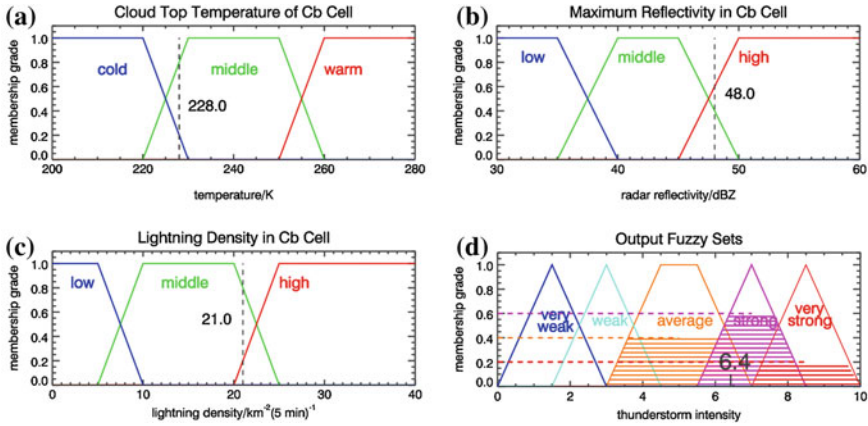 (a)
Cloud Top Temperature of Cb Cell
membership grade
1.0
0.8
0.6
0.4
0.2
0.0
cold
middle
warm
228.0
200
220
240
260
280
temperature/K
(b)
Maximum Reflectivity in Cb Cell
membership grade
1.0
0.8
0.6
0.4
0.2
0.0
low
middle
high
48.0
30
40
50
60
radar reflectivity/dBZ
(c)
Lightning Density in Cb Cell
membership grade
1.0
0.8
0.6
0.4
0.2
0.0
low
middle
high
21.0
0
10
20
30
40
lightning density/km⁻²(5 min)⁻¹
(d)
Output Fuzzy Sets
membership grade
1.0
0.8
0.6
0.4
0.2
0.0
very
weak
weak
average
strong
very
strong
6.4
0
2
4
6
8
10
thunderstorm intensity